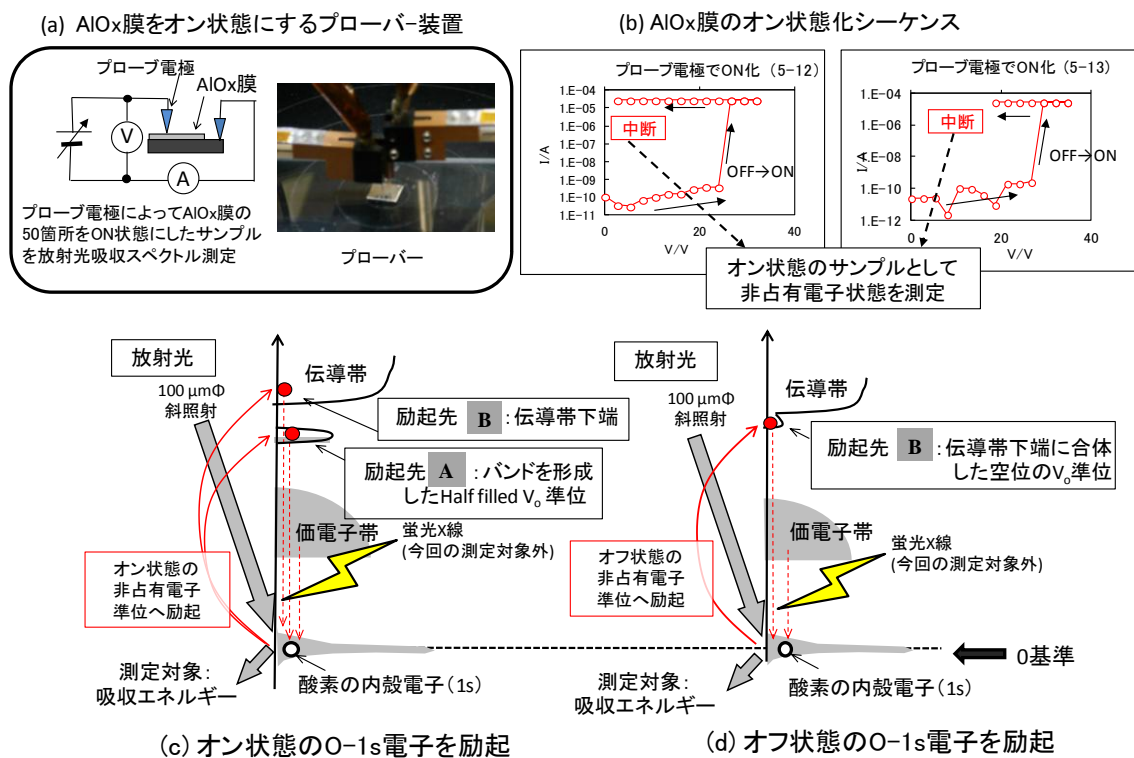 (a) AlOx膜をオン状態にするプローバー装置
プローブ電極
AlOx膜
V
A
プローブ電極によってAlOx膜の
50箇所をON状態にしたサンプル
を放射光吸収スペクトル測定
プローバー
(b) AlOx膜のオン状態化シーケンス
プローブ電極でON化 (5-12)
1.E-04
1.E-05
1.E-06
1.E-07
1.E-08
1.E-09
1.E-10
1.E-11
I/A
中断
OFF→ON
0
20
40
V/V
プローブ電極でON化 (5-13)
1.E-04
1.E-06
1.E-08
1.E-10
1.E-12
I/A
中断
OFF→ON
0
20
40
V/V
オン状態のサンプルとして
非占有電子状態を測定
放射光
100 μmΦ
斜照射
伝導帯
励起先 B :伝導帯下端
励起先 A :バンドを形成
したHalf filled Vo 準位
価電子帯
蛍光X線
(今回の測定対象外)
オン状態の
非占有電子
準位へ励起
測定対象:
吸収エネルギー
酸素の内殻電子(1s)
(c) オン状態のO-1s電子を励起
放射光
100 μmΦ
斜照射
伝導帯
励起先 B :伝導帯下端に合体
した空位のVo準位
価電子帯
蛍光X線
(今回の測定対象外)
オフ状態の
非占有電子
準位へ励起
0基準
測定対象:
吸収エネルギー
酸素の内殻電子(1s)
(d) オフ状態のO-1s電子を励起